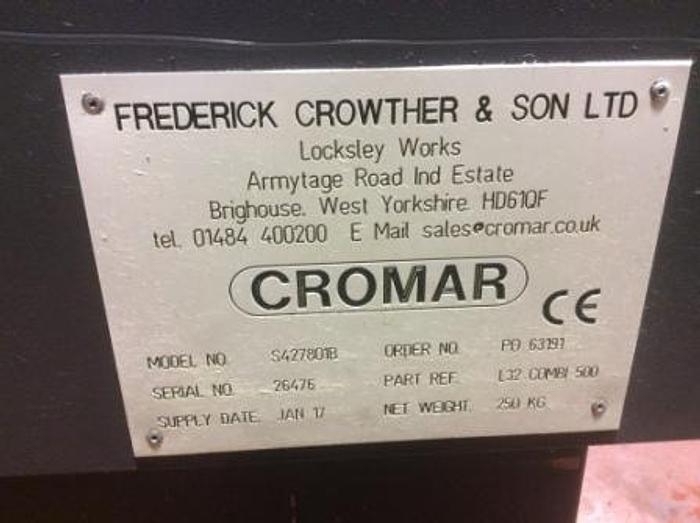 FREDERICK CROWTHER & SON LTD
Locksley Works
Armytage Road Ind Estate
Brighouse. West Yorkshire. HD61QF
tel. 01484 400200 E Mail sales@cromar.co.uk
CROMAR CE
MODEL NO. S427801B ORDER NO. PO 63191
SERIAL NO. 26476 PART REF. L32 COMBI 500
SUPPLY DATE. JAN 17 NET WEIGHT. 250 KG